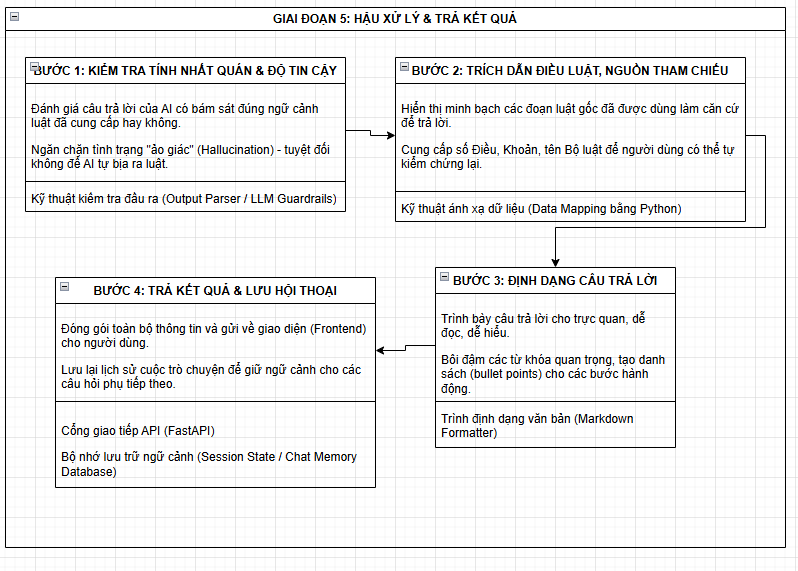 GIAI ĐOẠN 5: HẬU XỬ LÝ & TRẢ KẾT QUẢ
BƯỚC 1: KIỂM TRA TÍNH NHẤT QUÁN & ĐỘ TIN CẬY
Đánh giá câu trả lời của AI có bám sát đúng ngữ cảnh
luật đã cung cấp hay không.
Ngăn chặn tình trạng "ảo giác" (Hallucination) - tuyệt đối
không để AI tự bịa ra luật.
Kỹ thuật kiểm tra đầu ra (Output Parser / LLM Guardrails)
BƯỚC 2: TRÍCH DẪN ĐIỀU LUẬT, NGUỒN THAM CHIẾU
Hiển thị minh bạch các đoạn luật gốc đã được dùng làm căn cứ
để trả lời.
Cung cấp số Điều, Khoản, tên Bộ luật để người dùng có thể tự
kiểm chứng lại.
Kỹ thuật ánh xạ dữ liệu (Data Mapping bằng Python)
BƯỚC 3: ĐỊNH DẠNG CÂU TRẢ LỜI
Trình bày câu trả lời cho trực quan, dễ
đọc, dễ hiểu.
Bôi đậm các từ khóa quan trọng, tạo danh
sách (bullet points) cho các bước hành
động.
Trình định dạng văn bản (Markdown
Formatter)
BƯỚC 4: TRẢ KẾT QUẢ & LƯU HỘI THOẠI
Đóng gói toàn bộ thông tin và gửi về giao diện (Frontend)
cho người dùng.
Lưu lại lịch sử cuộc trò chuyện để giữ ngữ cảnh cho các
câu hỏi phụ tiếp theo.
Cổng giao tiếp API (FastAPI)
Bộ nhớ lưu trữ ngữ cảnh (Session State / Chat Memory
Database)